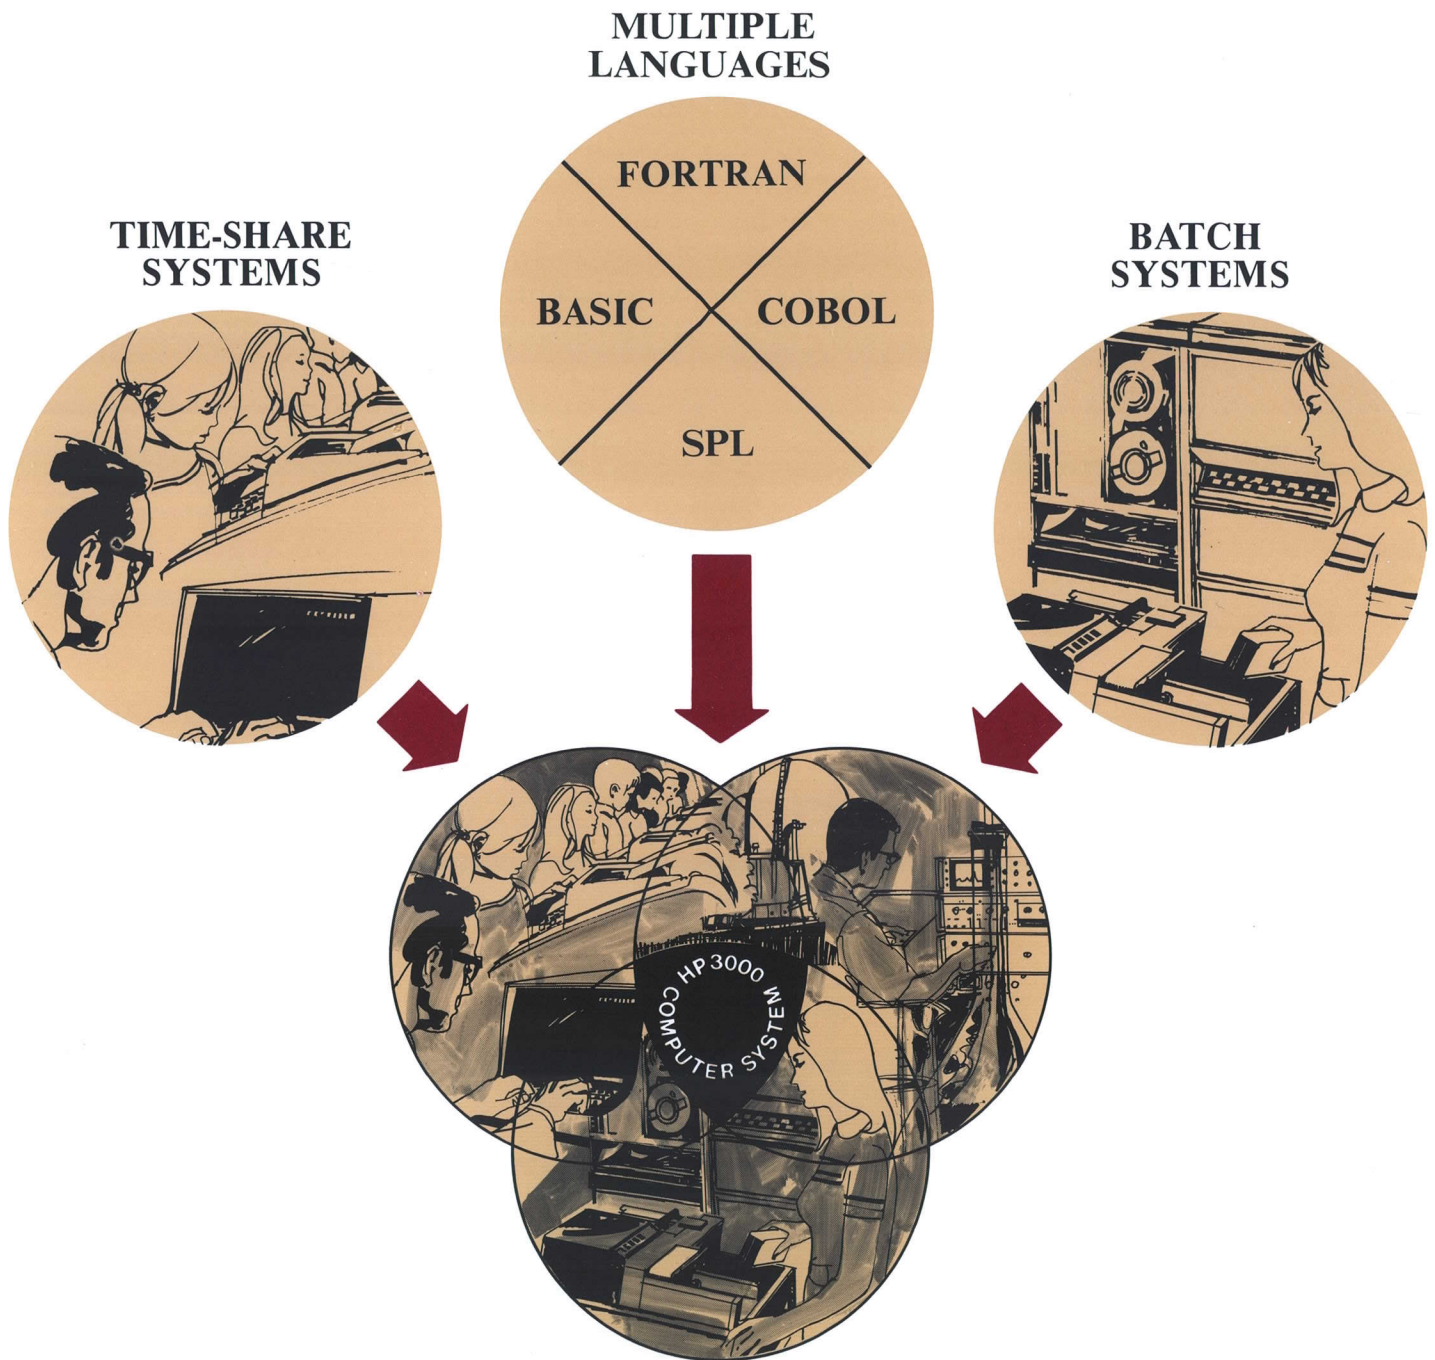 MULTIPLE
LANGUAGES
FORTRAN
BASIC
COBOL
SPL
TIME-SHARE
SYSTEMS
BATCH
SYSTEMS
HP3000
COMPUTER SYSTEM